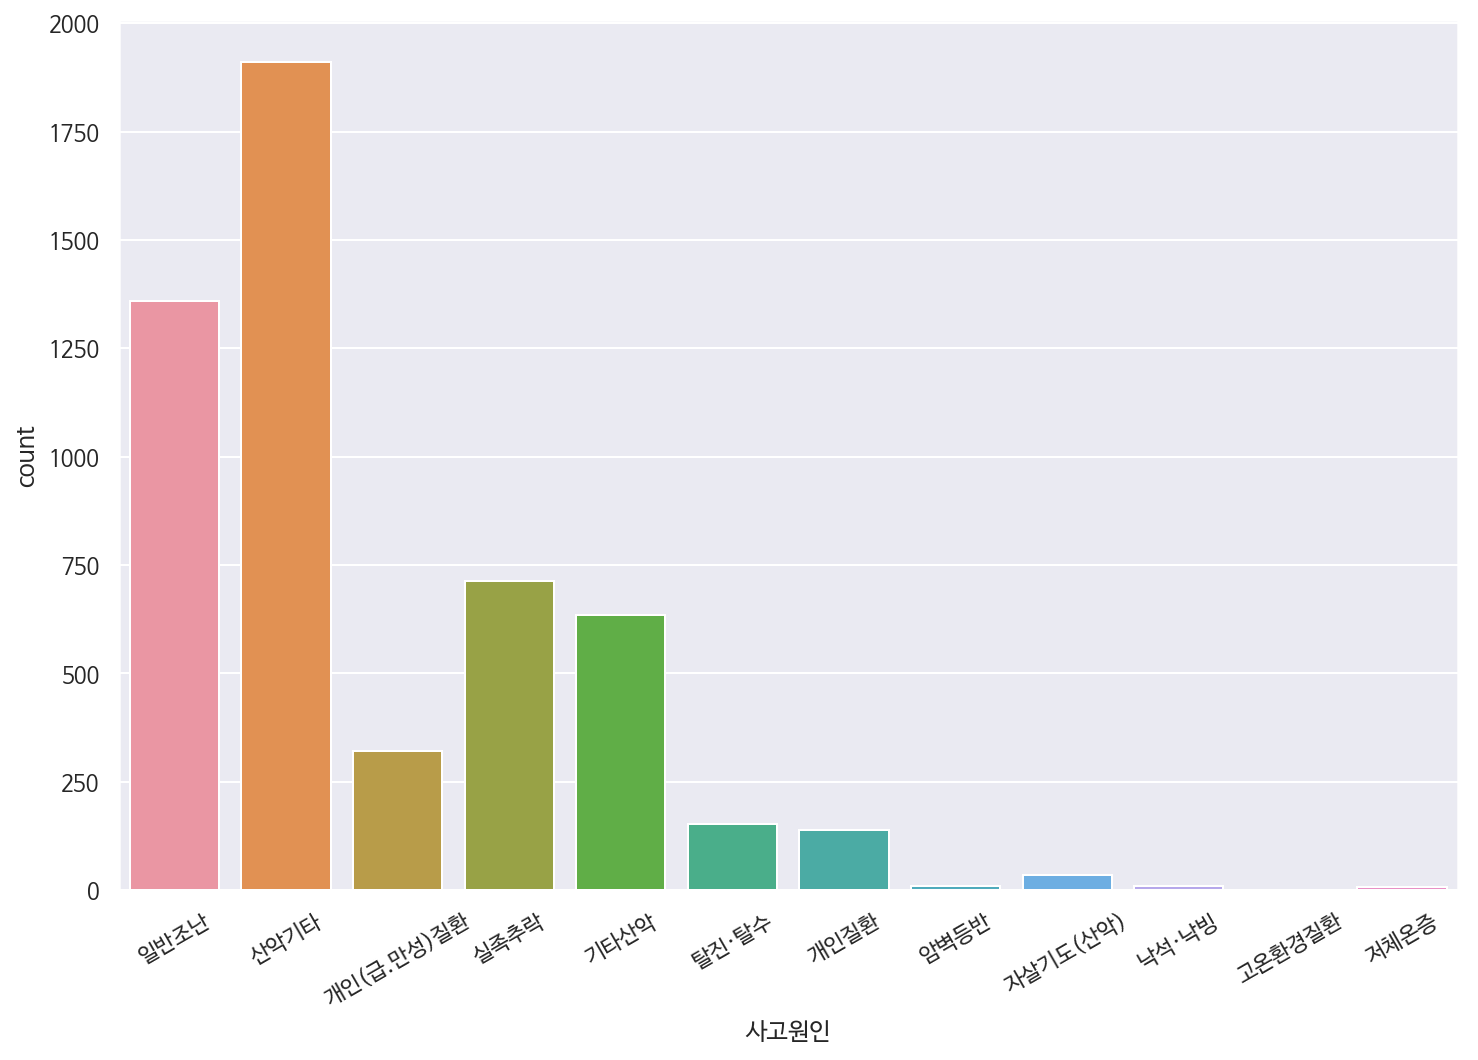 2000
1750
1500
1250
1000
750
500
250
0
count
일반조난
산악기타
개인(급.만성)질환
실족추락
기타산악
탈진·탈수
개인질환
암벽등반
자살기도(산악)
낙석·낙빙
고온환경질환
저체온증
사고원인